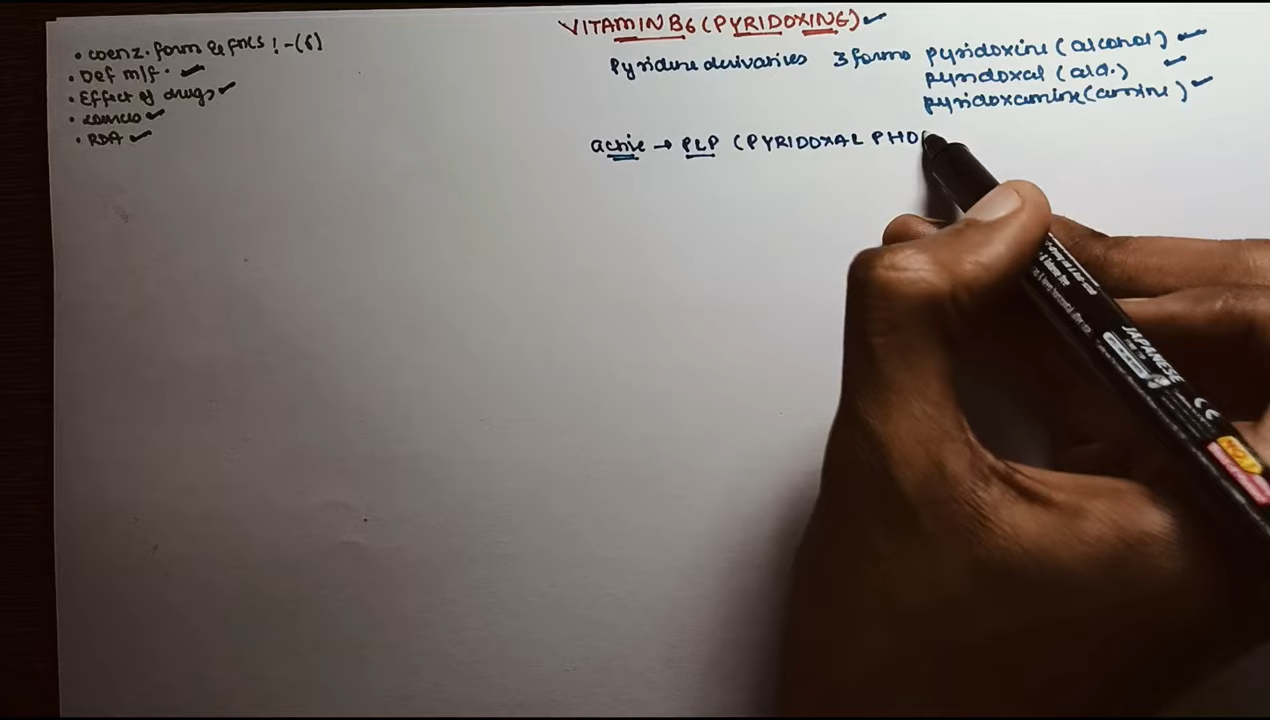 VITAMIN B6 (PYRIDOXINE)
• coenz. form & fncs :-(6)
• Def m/f.
• Effect of drugs
• RDA
Pyridine derivatives 3 forms
pyridoxine (alcohol)
pyridoxal (ald.)
pyridoxamine (amine)
active → PLP (PYRIDOXAL PHO
JAPANESE